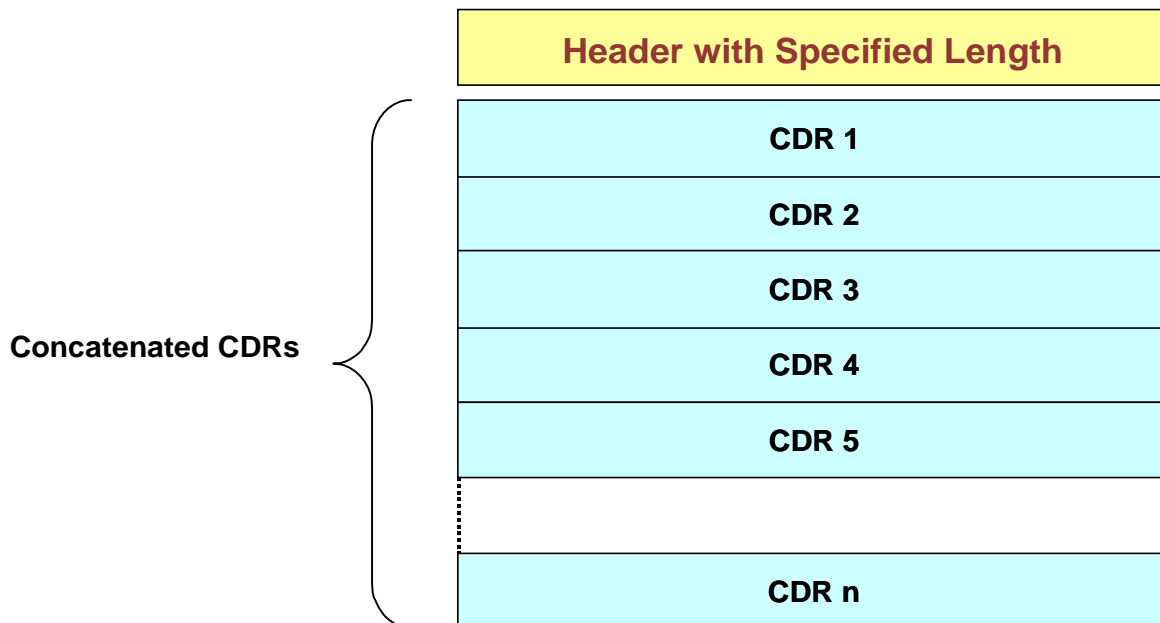 Header with Specified Length
CDR 1
CDR 2
CDR 3
Concatenated CDRs
CDR 4
CDR 5
CDR n